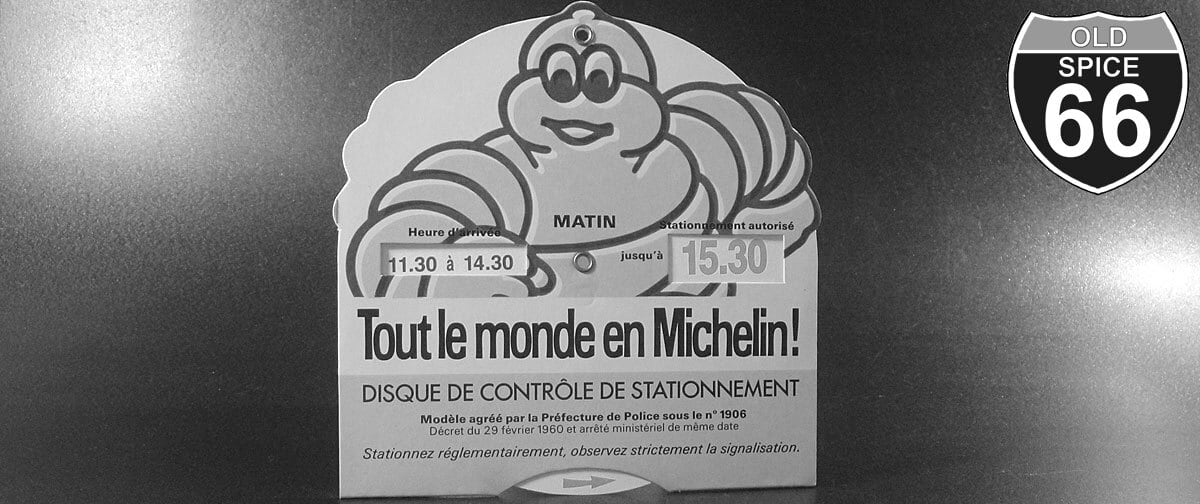 OLD
SPICE
66
MATIN
Heure d'arrivée
Stationnement autorisé
11.30 à 14.30
jusqu'à
15.30
Tout le monde en Michelin!
DISQUE DE CONTRÔLE DE STATIONNEMENT
Modèle agréé par la Préfecture de Police sous le n° 1906
Décret du 29 février 1960 et arrêté ministériel de même date
Stationnez réglementairement, observez strictement la signalisation.